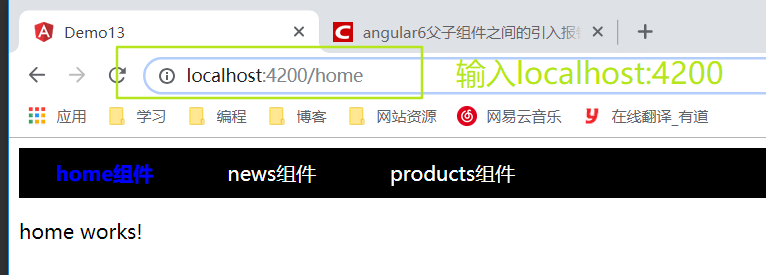 Demo13
angular6父子组件之间的引入报
localhost:4200/home
输入localhost:4200
应用 学习 编程 博客 网站资源 网易云音乐 在线翻译_有道
home组件 news组件 products组件
home works!